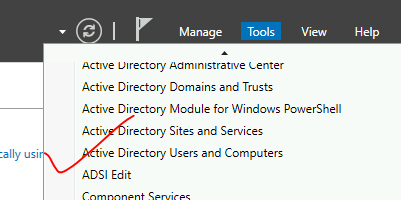 Manage Tools View Help
Active Directory Administrative Center
Active Directory Domains and Trusts
Active Directory Module for Windows PowerShell
Active Directory Sites and Services
cally usin
Active Directory Users and Computers
ADSI Edit
Component Services